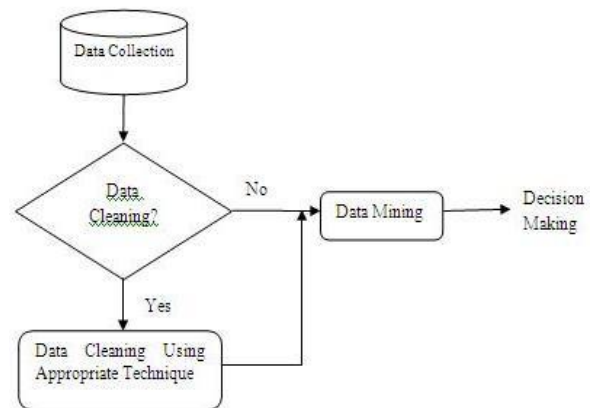 Data Collection
Data
Cleaning?
No
Data Mining
Decision
Making
Yes
Data Cleaning Using
Appropriate Technique